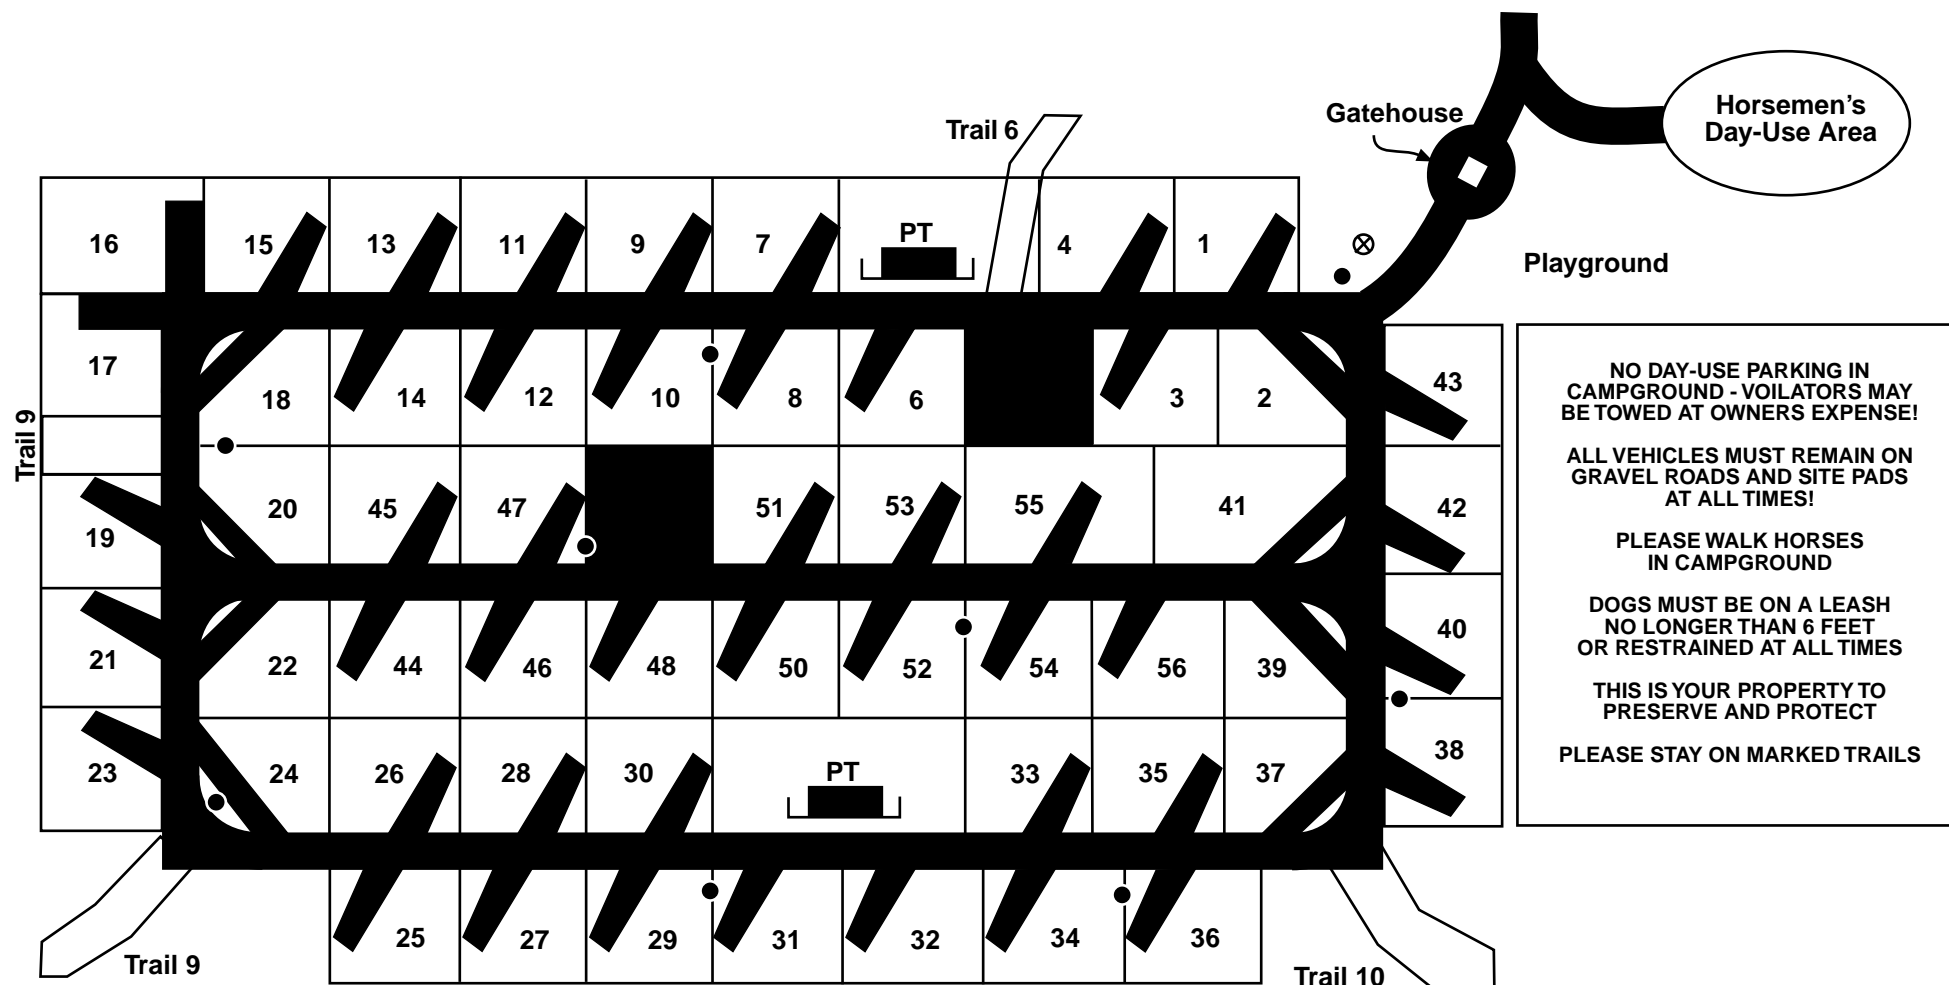 Trail 6
Gatehouse
Horsemen's
Day-Use Area
16
15
13
11
9
7
PT
4
1
Playground
17
18
14
12
10
8
6
3
2
43
Trail 9
19
20
45
47
51
53
55
41
42
21
22
44
46
48
50
52
54
56
39
40
23
24
26
28
30
PT
33
35
37
38
25
27
29
31
32
34
36
Trail 9
Trail 10
NO DAY-USE PARKING IN
CAMPGROUND - VOILATORS MAY
BE TOWED AT OWNERS EXPENSE!
ALL VEHICLES MUST REMAIN ON
GRAVEL ROADS AND SITE PADS
AT ALL TIMES!
PLEASE WALK HORSES
IN CAMPGROUND
DOGS MUST BE ON A LEASH
NO LONGER THAN 6 FEET
OR RESTRAINED AT ALL TIMES
THIS IS YOUR PROPERTY TO
PRESERVE AND PROTECT
PLEASE STAY ON MARKED TRAILS